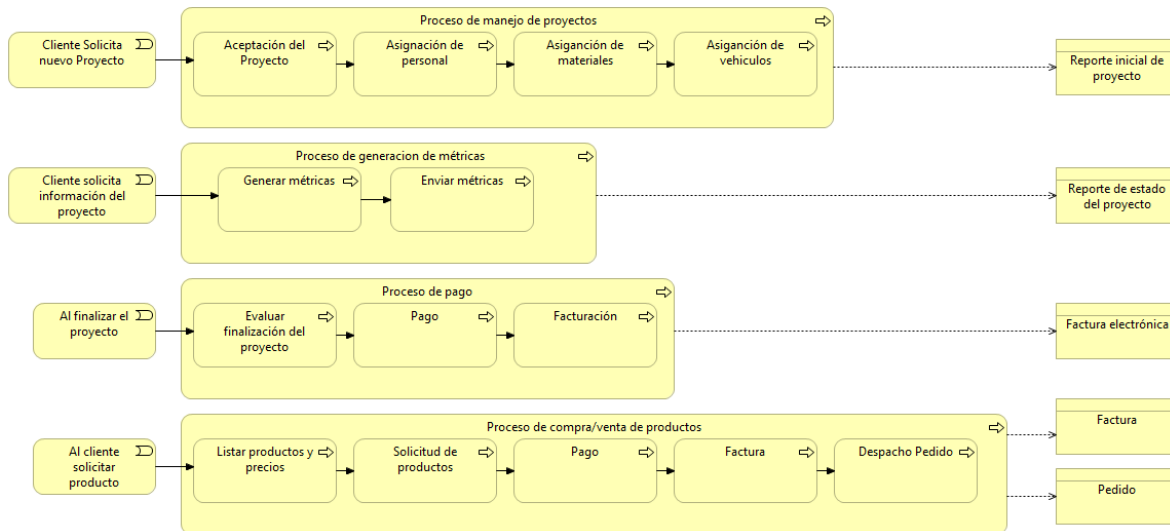 Proceso de manejo de proyectos
Cliente Solicita
nuevo Proyecto
Aceptación del
Proyecto
Asignación de
personal
Asiganción de
materiales
Asiganción de
vehiculos
Reporte inicial de
proyecto
Proceso de generacion de métricas
Cliente solicita
información del
proyecto
Generar métricas
Enviar métricas
Reporte de estado
del proyecto
Proceso de pago
Al finalizar el
proyecto
Evaluar
finalización del
proyecto
Pago
Facturación
Factura electrónica
Proceso de compra/venta de productos
Al cliente
solicitar
producto
Listar productos y
precios
Solicitud de
productos
Pago
Factura
Despacho Pedido
Factura
Pedido